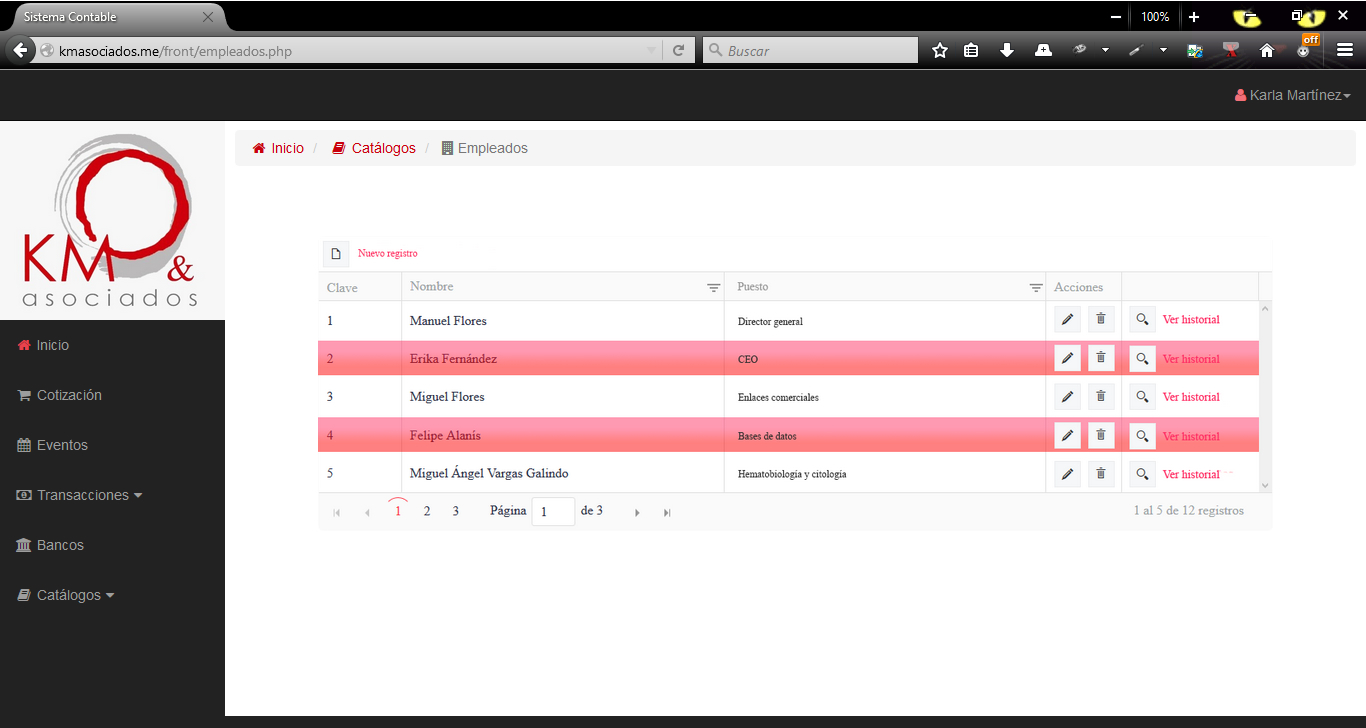 Sistema Contable
100%
kmasociados.me/front/empleados.php
Buscar
off
Karla Martínez
KM &
asociados
Inicio / Catálogos / Empleados
Inicio
Cotización
Eventos
Transacciones
Bancos
Catálogos
Nuevo registro
Clave Nombre Puesto Acciones
1 Manuel Flores Director general Ver historial
2 Erika Fernández CEO Ver historial
3 Miguel Flores Enlaces comerciales Ver historial
4 Felipe Alanís Bases de datos Ver historial
5 Miguel Ángel Vargas Galindo Hematobiología y citología Ver historial
1 2 3 Página 1 de 3 1 al 5 de 12 registros